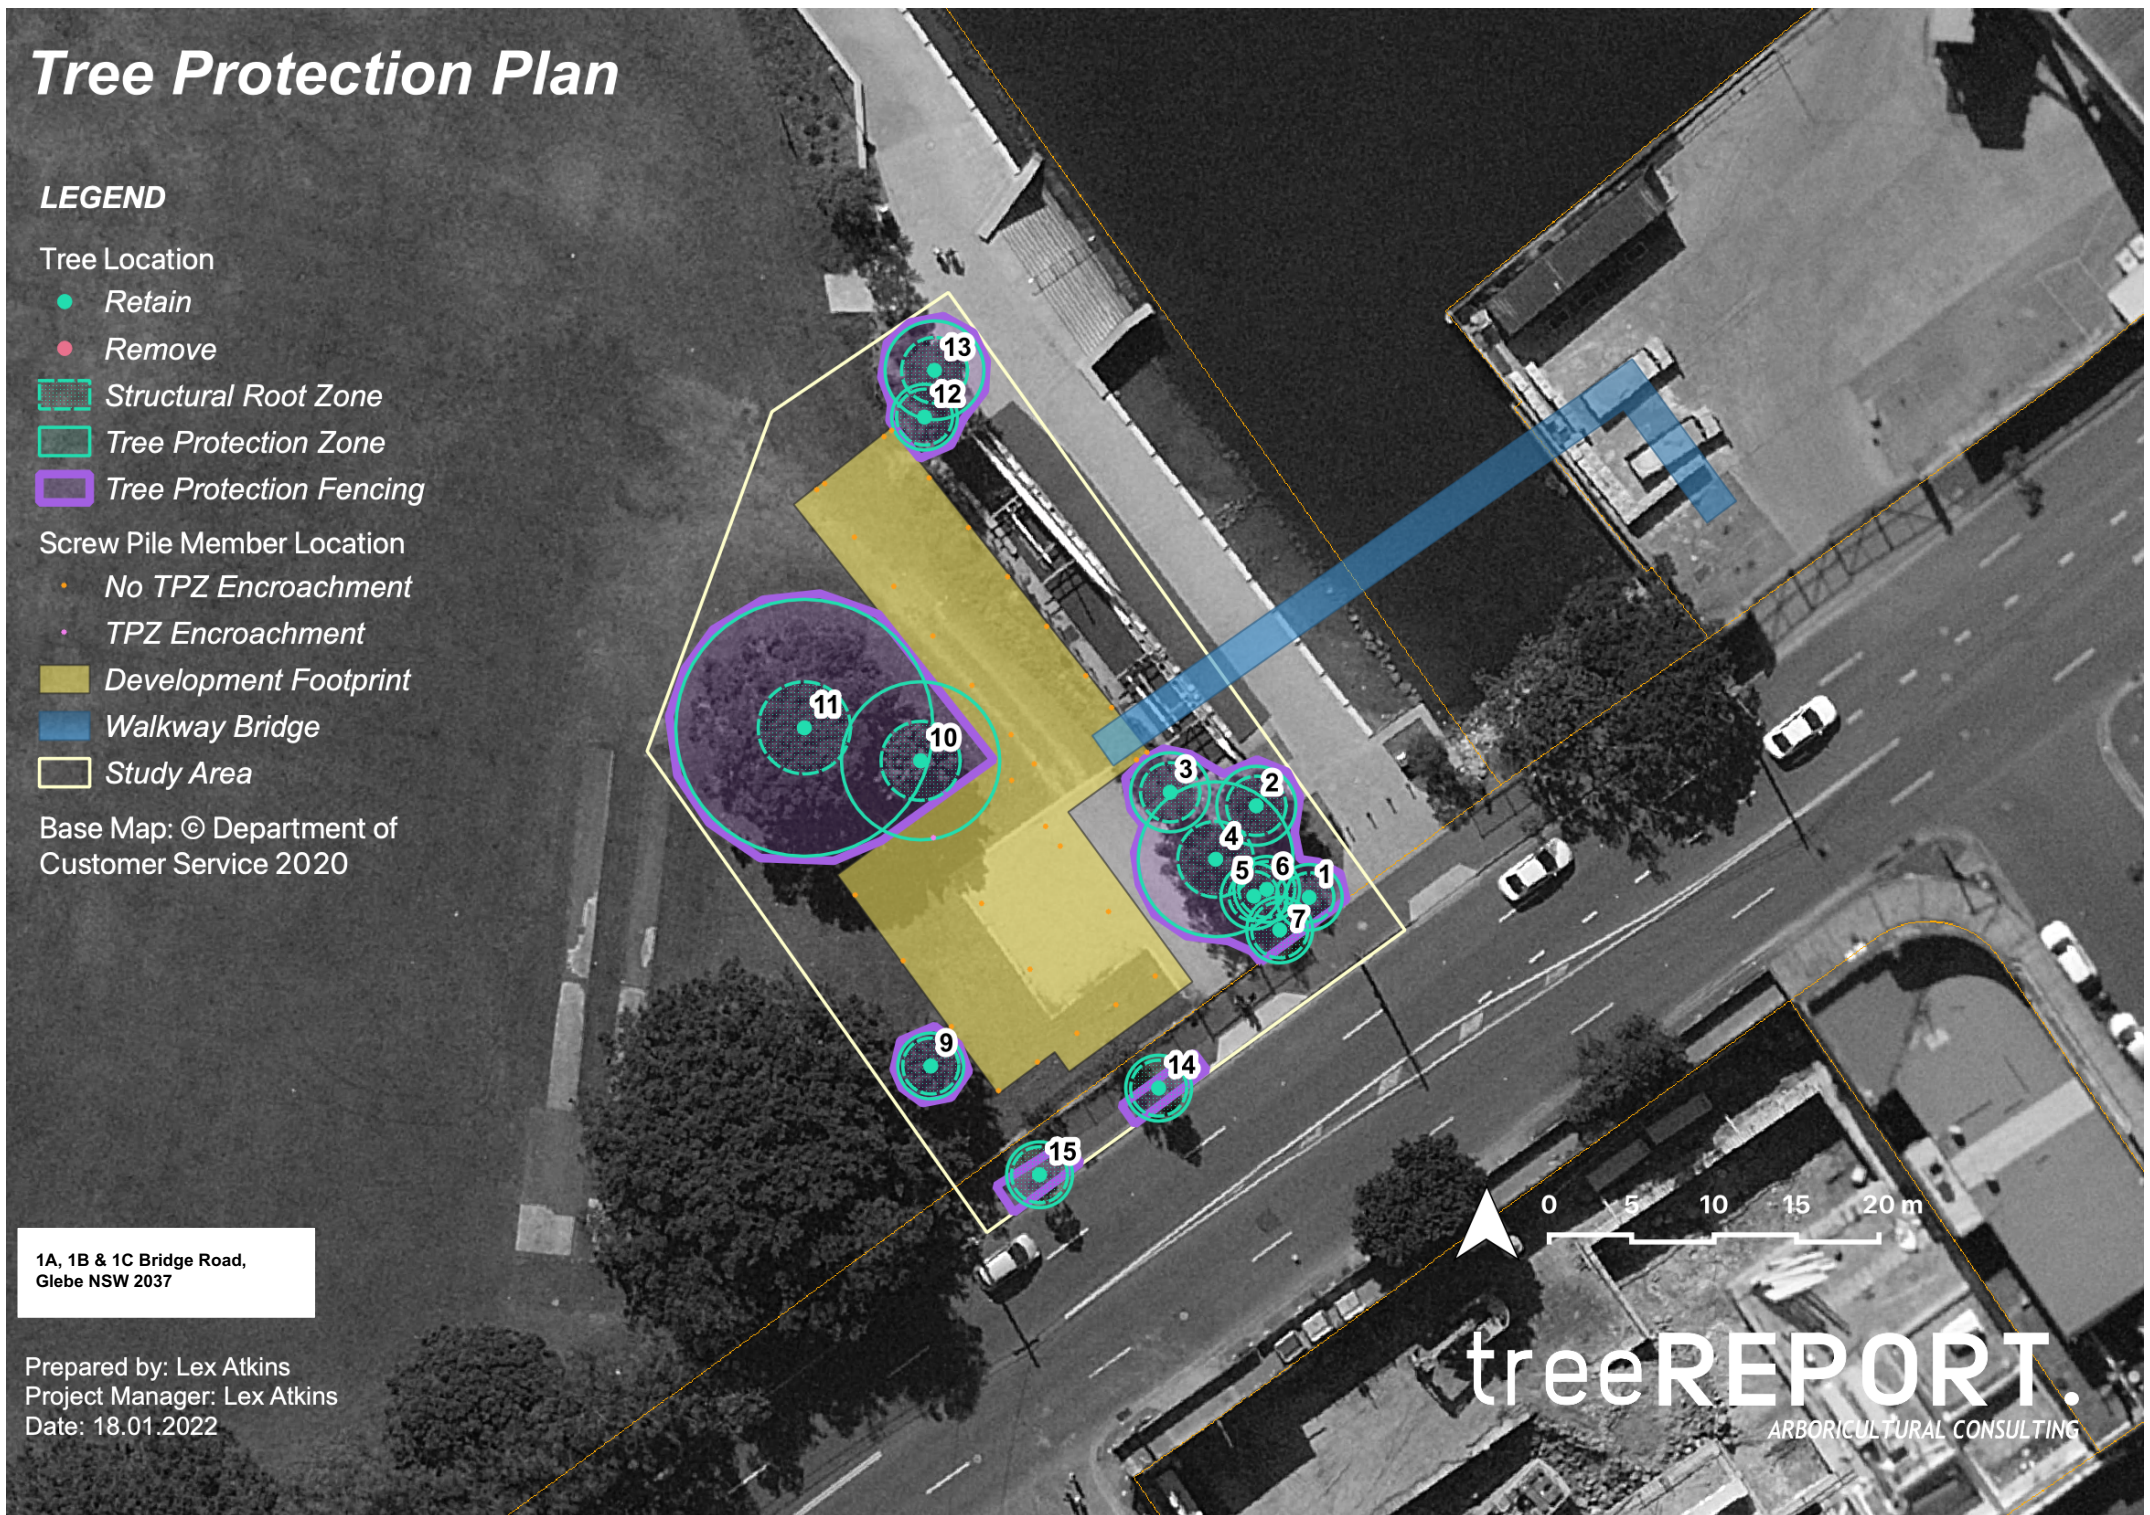 Tree Protection Plan
LEGEND
Tree Location
Retain
Remove
Structural Root Zone
Tree Protection Zone
Tree Protection Fencing
Screw Pile Member Location
No TPZ Encroachment
TPZ Encroachment
Development Footprint
Walkway Bridge
Study Area
Base Map: © Department of
Customer Service 2020
13
12
11
10
3
2
4
5
6
1
7
9
14
15
0 5 10 15 20 m
1A, 1B & 1C Bridge Road,
Glebe NSW 2037
Prepared by: Lex Atkins
Project Manager: Lex Atkins
Date: 18.01.2022
treeREPORT.
ARBORICULTURAL CONSULTING